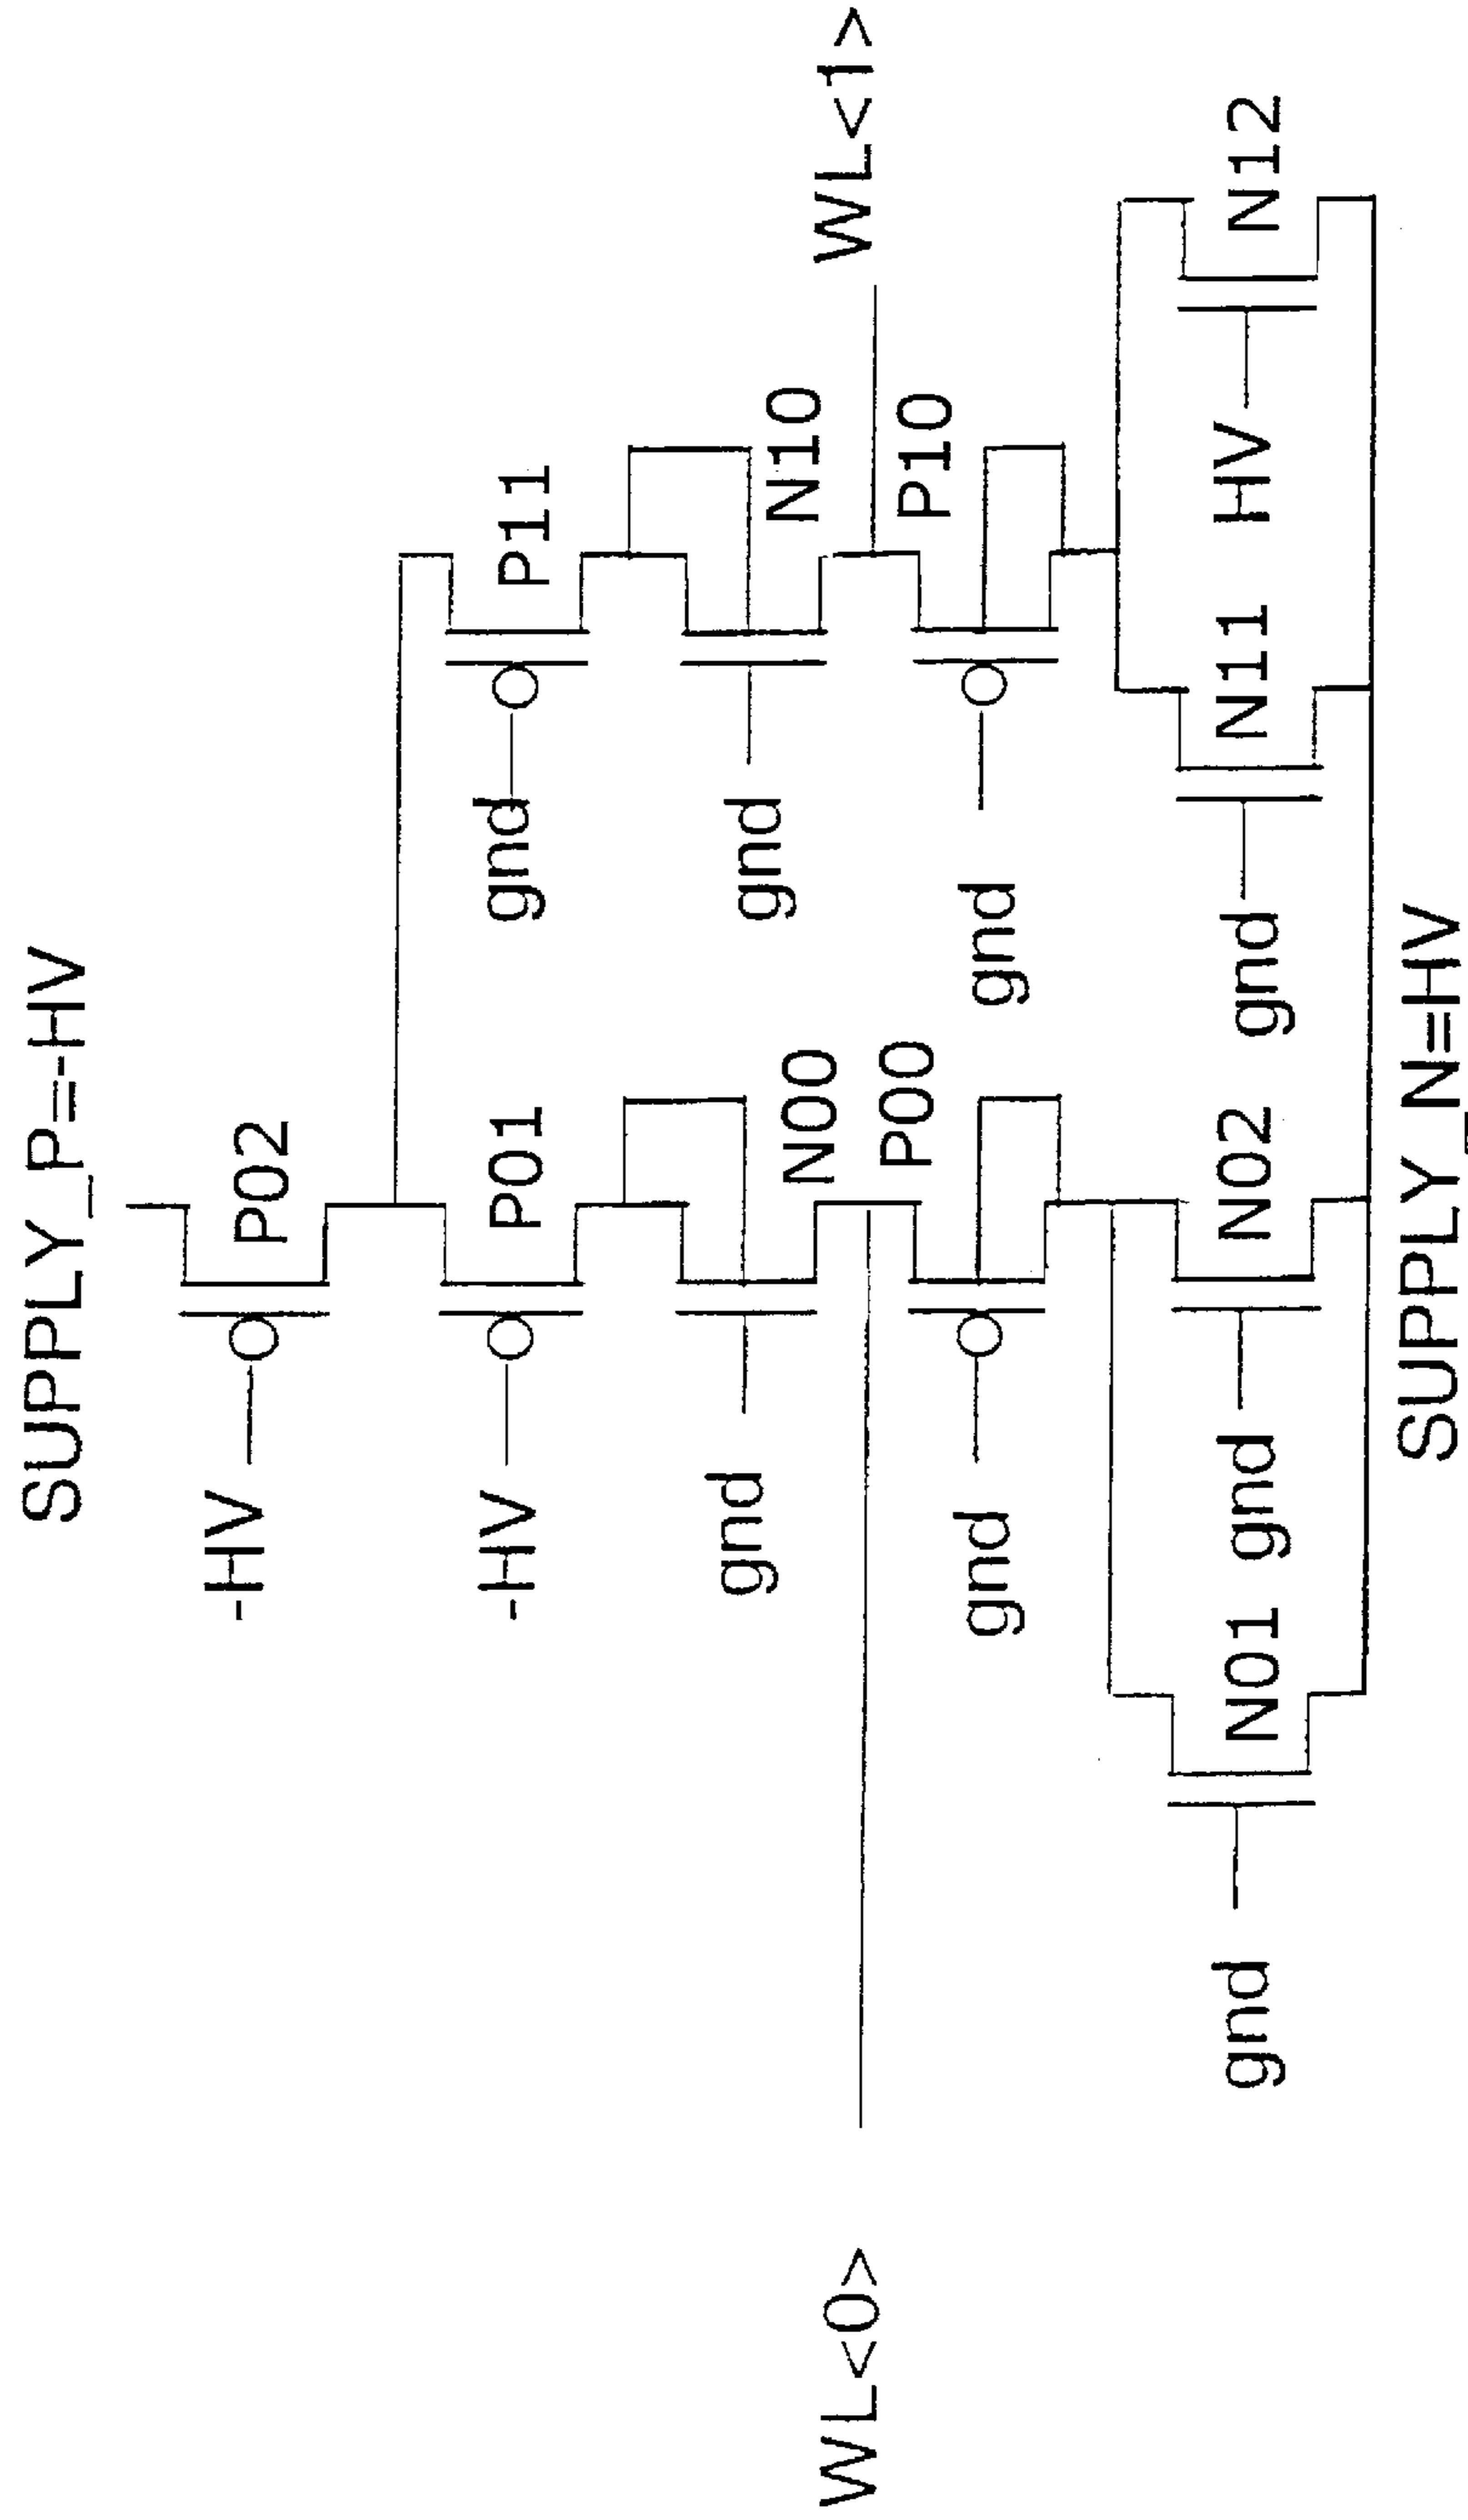 SUPPLY_P=-HV
-HV
P02
-HV
P01
gnd
P11
gnd
N00
gnd
N10
WL<0>
WL<1>
gnd
P00
gnd
P10
gnd
N01
gnd
N02
gnd
N11
HV
N12
SUPPLY_N=HV